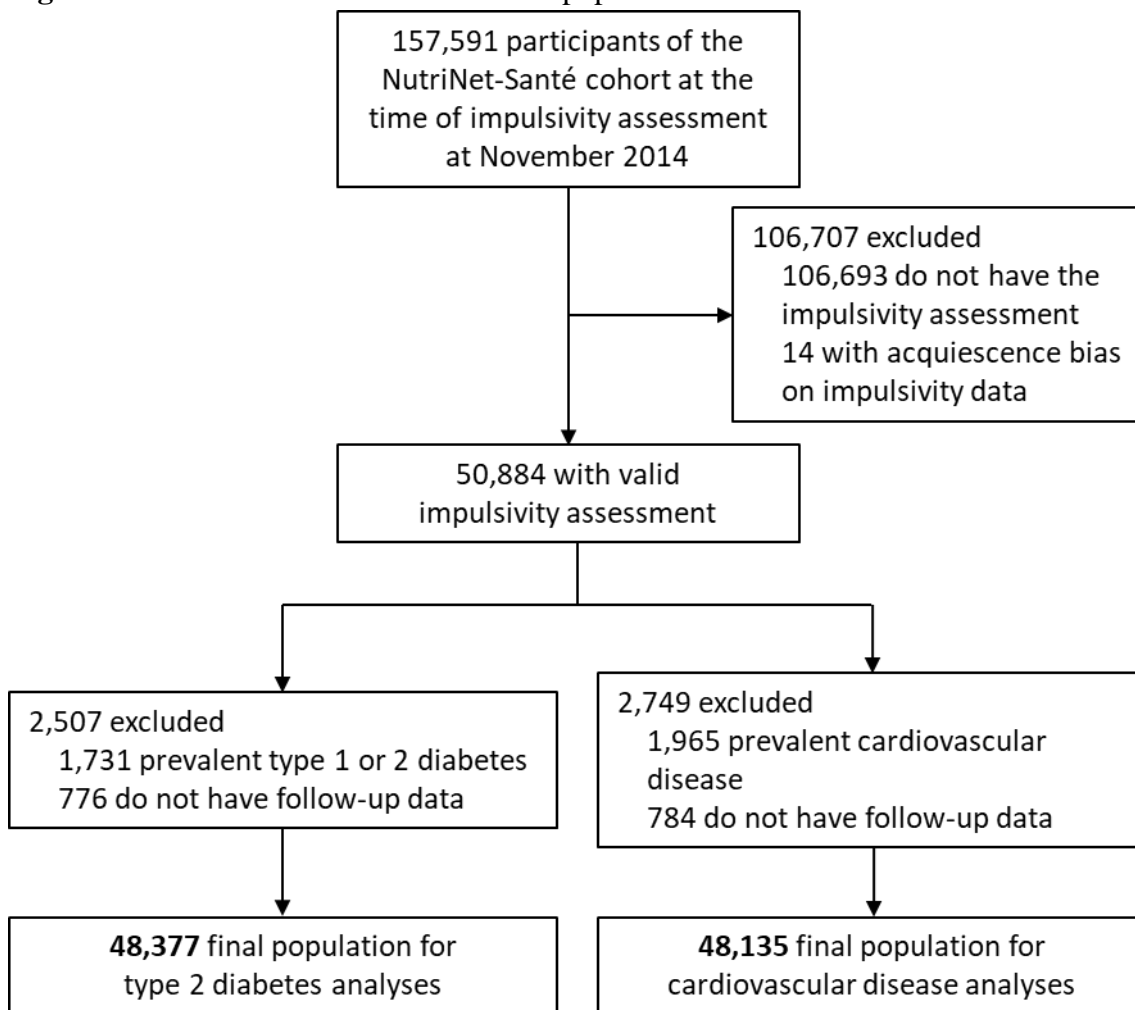 157,591 participants of the
NutriNet-Santé cohort at the
time of impulsivity assessment
at November 2014
106,707 excluded
106,693 do not have the
impulsivity assessment
14 with acquiescence bias
on impulsivity data
50,884 with valid
impulsivity assessment
2,507 excluded
1,731 prevalent type 1 or 2 diabetes
776 do not have follow-up data
2,749 excluded
1,965 prevalent cardiovascular
disease
784 do not have follow-up data
48,377 final population for
type 2 diabetes analyses
48,135 final population for
cardiovascular disease analyses